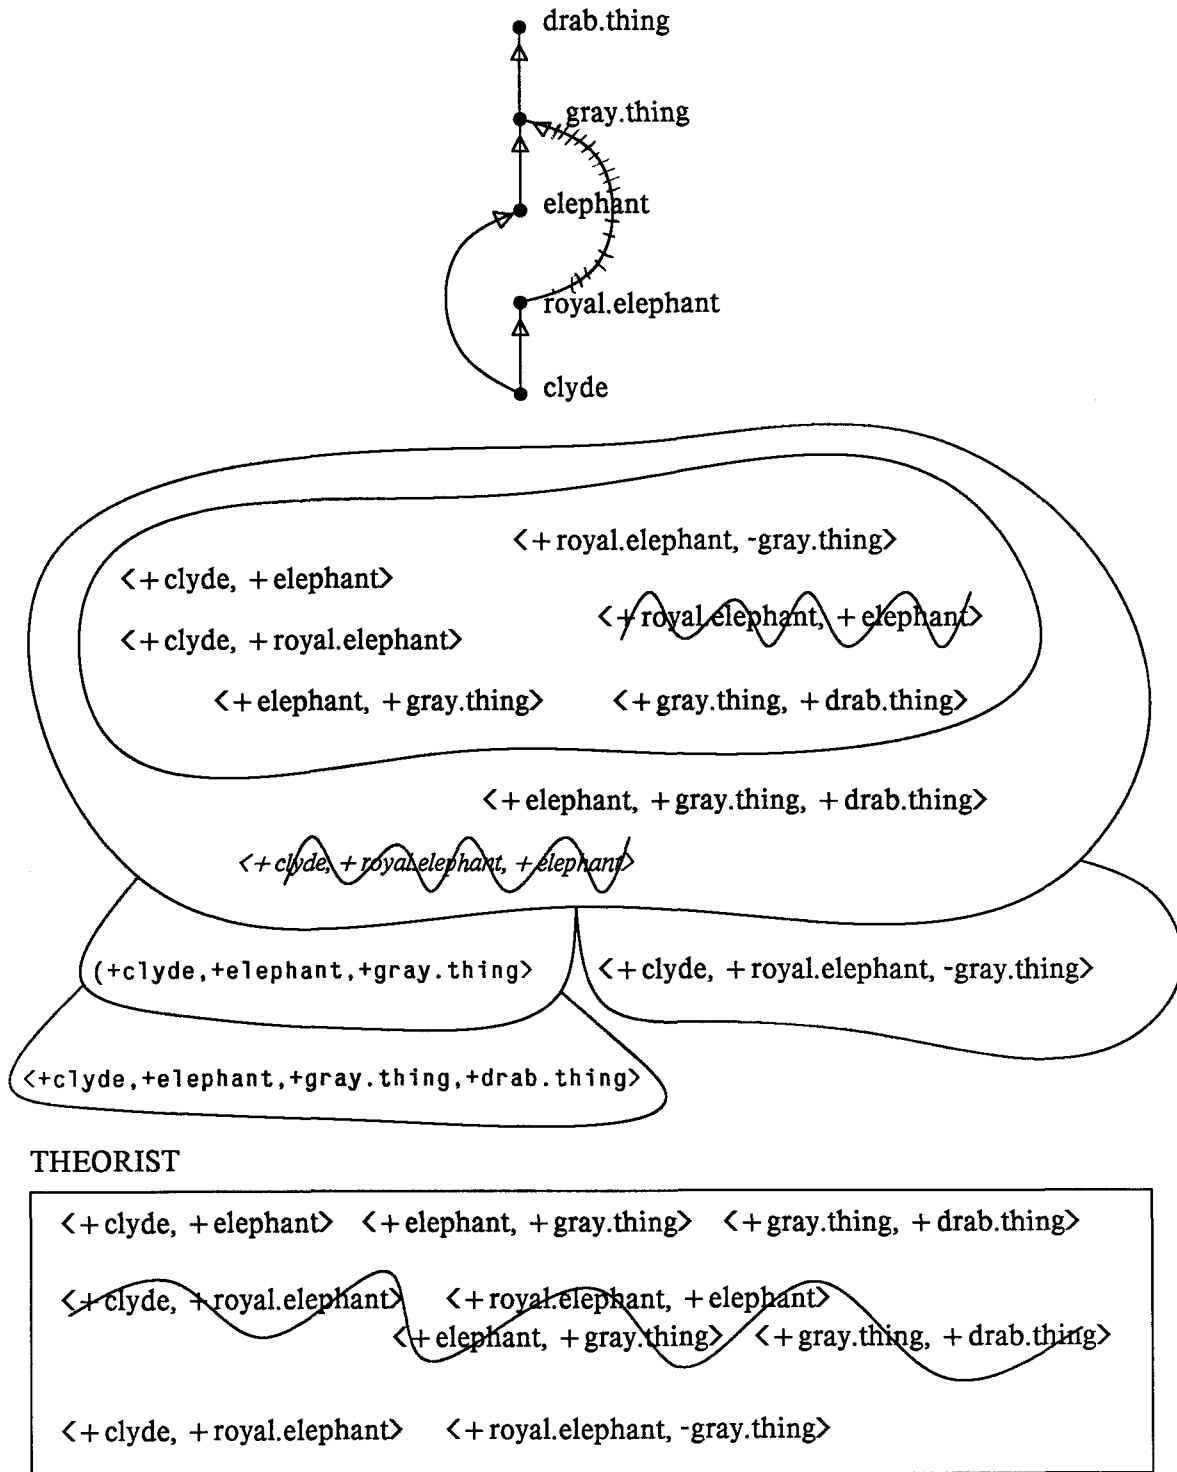 drab.thing
gray.thing
elephant
royal.elephant
clyde
<+royal.elephant, -gray.thing>
<+clyde, +elephant>
<+royal.elephant, +elephant>
<+clyde, +royal.elephant>
<+elephant, +gray.thing> <+gray.thing, +drab.thing>
<+elephant, +gray.thing, +drab.thing>
<+clyde, +royal.elephant, +elephant>
(+clyde,+elephant,+gray.thing> <+clyde, +royal.elephant, -gray.thing>
<+clyde,+elephant,+gray.thing,+drab.thing>
THEORIST
<+clyde, +elephant> <+elephant, +gray.thing> <+gray.thing, +drab.thing>
<+clyde, +royal.elephant> <+royal.elephant, +elephant>
<+elephant, +gray.thing> <+gray.thing, +drab.thing>
<+clyde, +royal.elephant> <+royal.elephant, -gray.thing>